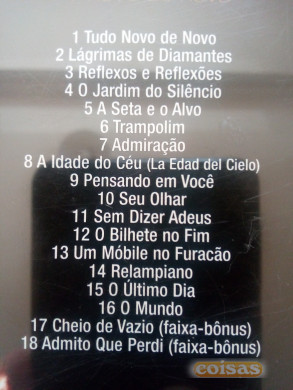 1 Tudo Novo de Novo
2 Lágrimas de Diamantes
3 Reflexos e Reflexões
4 O Jardim do Silêncio
5 A Seta e o Alvo
6 Trampolim
7 Admiração
8 A Idade do Céu (La Edad del Cielo)
9 Pensando em Você
10 Seu Olhar
11 Sem Dizer Adeus
12 O Bilhete no Fim
13 Um Móbile no Furacão
14 Relampiano
15 O Último Dia
16 O Mundo
17 Cheio de Vazio (faixa-bônus)
18 Admito Que Perdi (faixa-bônus)
coisas